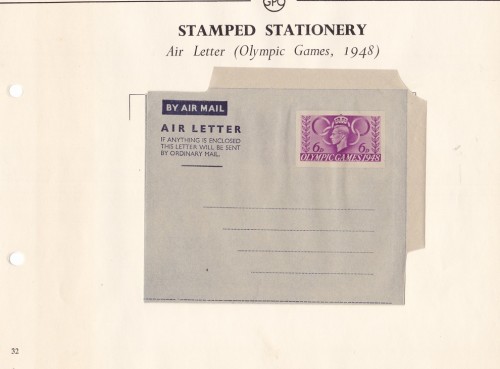 GPO
STAMPED STATIONERY
Air Letter (Olympic Games, 1948)
BY AIR MAIL
AIR LETTER
IF ANYTHING IS ENCLOSED
THIS LETTER WILL BE SENT
BY ORDINARY MAIL.
6D 6D
OLYMPIC GAMES 1948
32